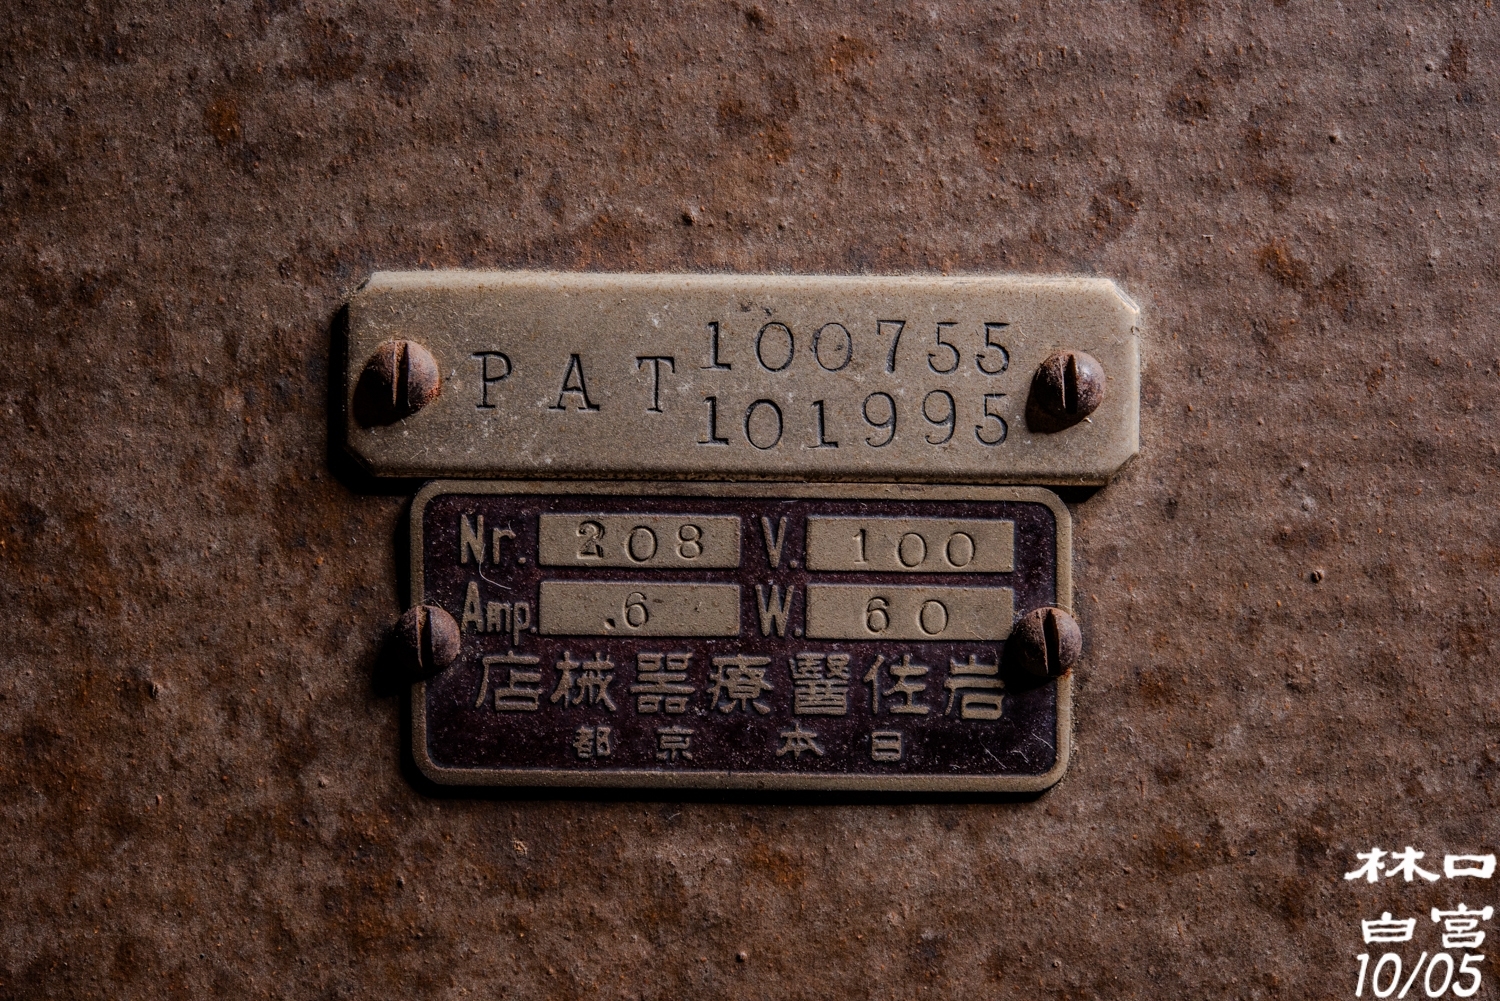 PAT 100755
101995
Nr. 208 V. 100
Amp. .6 W. 60
岩佐醫療器械店
日本 京都
林口
白宮
10/05